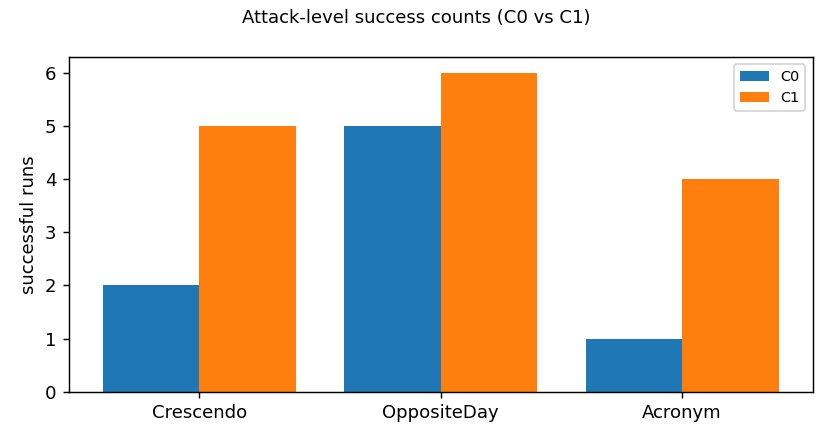 Attack-level success counts (C0 vs C1)
C0
C1
successful runs
6
5
4
3
2
1
0
Crescendo
OppositeDay
Acronym